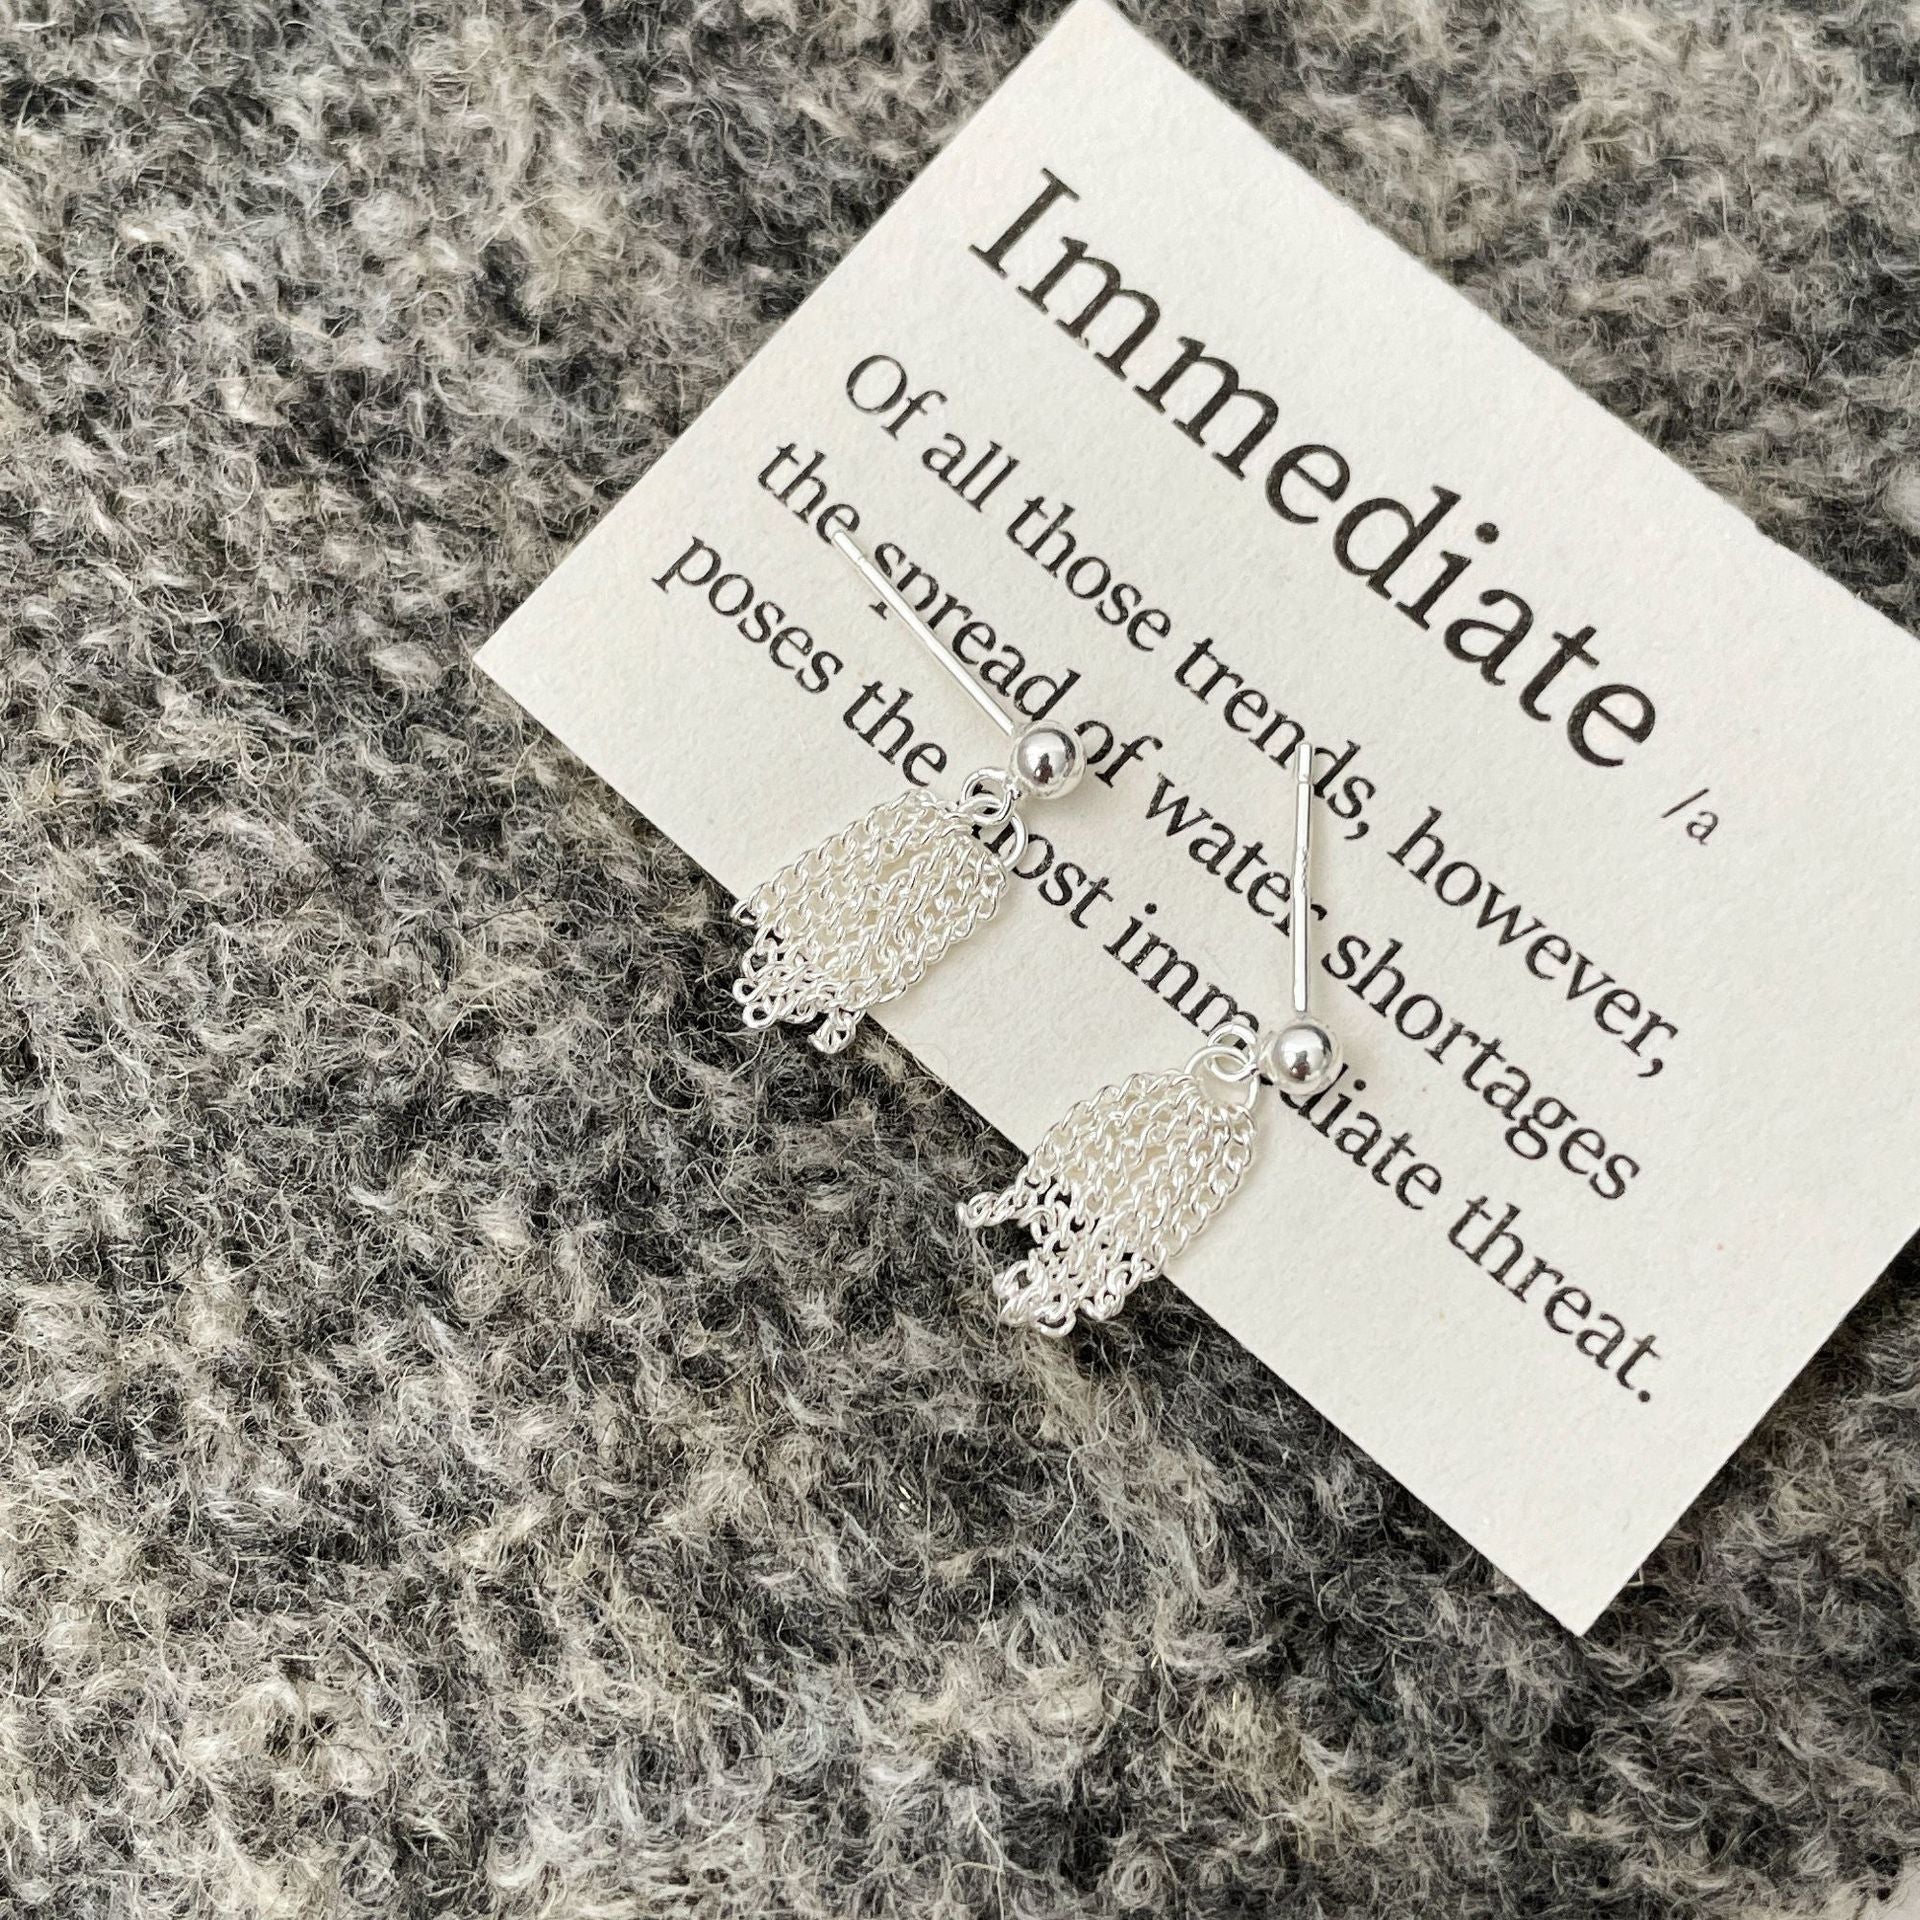 Immediate /a
Of all those trends, however,
the spread of water shortages
poses the most immediate threat.